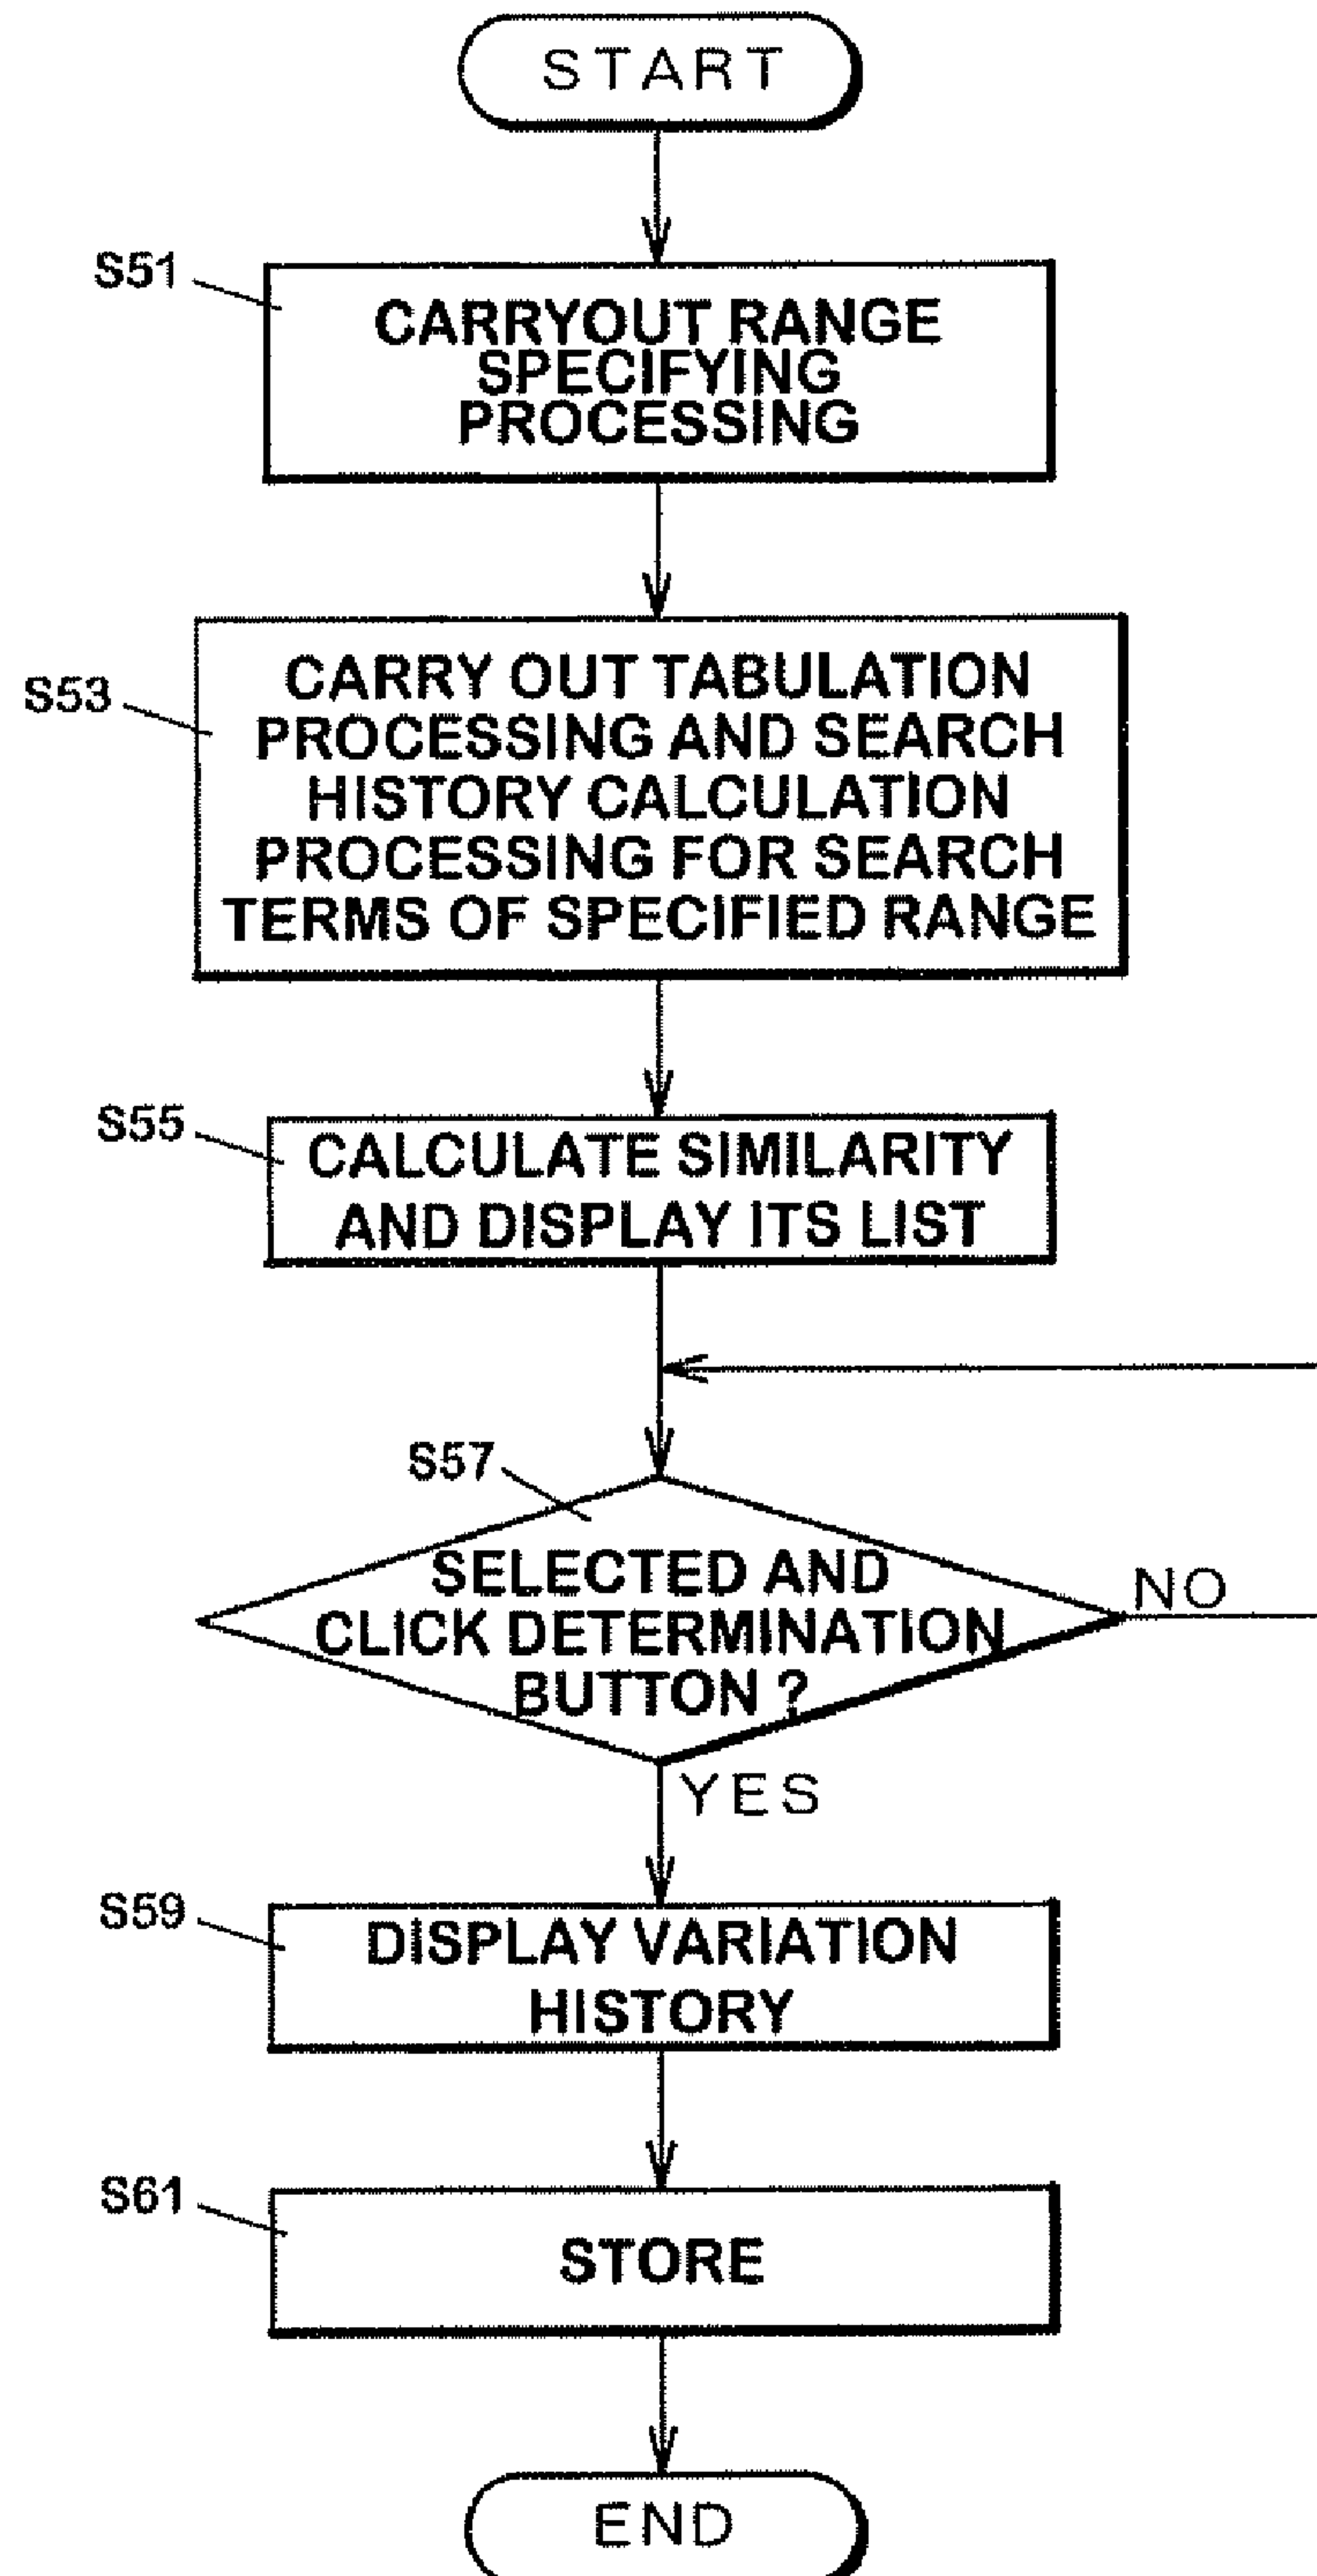 START
S51
CARRYOUT RANGE
SPECIFYING
PROCESSING
S53
CARRY OUT TABULATION
PROCESSING AND SEARCH
HISTORY CALCULATION
PROCESSING FOR SEARCH
TERMS OF SPECIFIED RANGE
S55
CALCULATE SIMILARITY
AND DISPLAY ITS LIST
S57
SELECTED AND
CLICK DETERMINATION
BUTTON ?
NO
YES
S59
DISPLAY VARIATION
HISTORY
S61
STORE
END